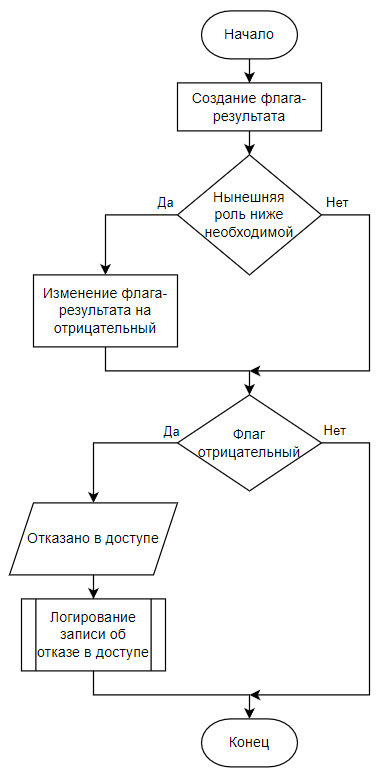 Начало
Создание флага-
результата
Да
Нынешняя
роль ниже
необходимой
Нет
Изменение флага-
результата на
отрицательный
Да
Флаг
отрицательный
Нет
Отказано в доступе
Логирование
записи об
отказе в доступе
Конец